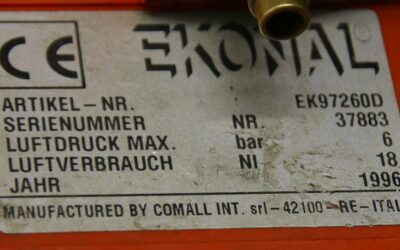 CE EKONAL
ARTIKEL-NR. EK97260D
SERIENUMMER NR. 37883
LUFTDRUCK MAX. bar 6
LUFTVERBRAUCH Nl 18
JAHR 1996
MANUFACTURED BY COMALL INT. srl-42100-RE-ITAL